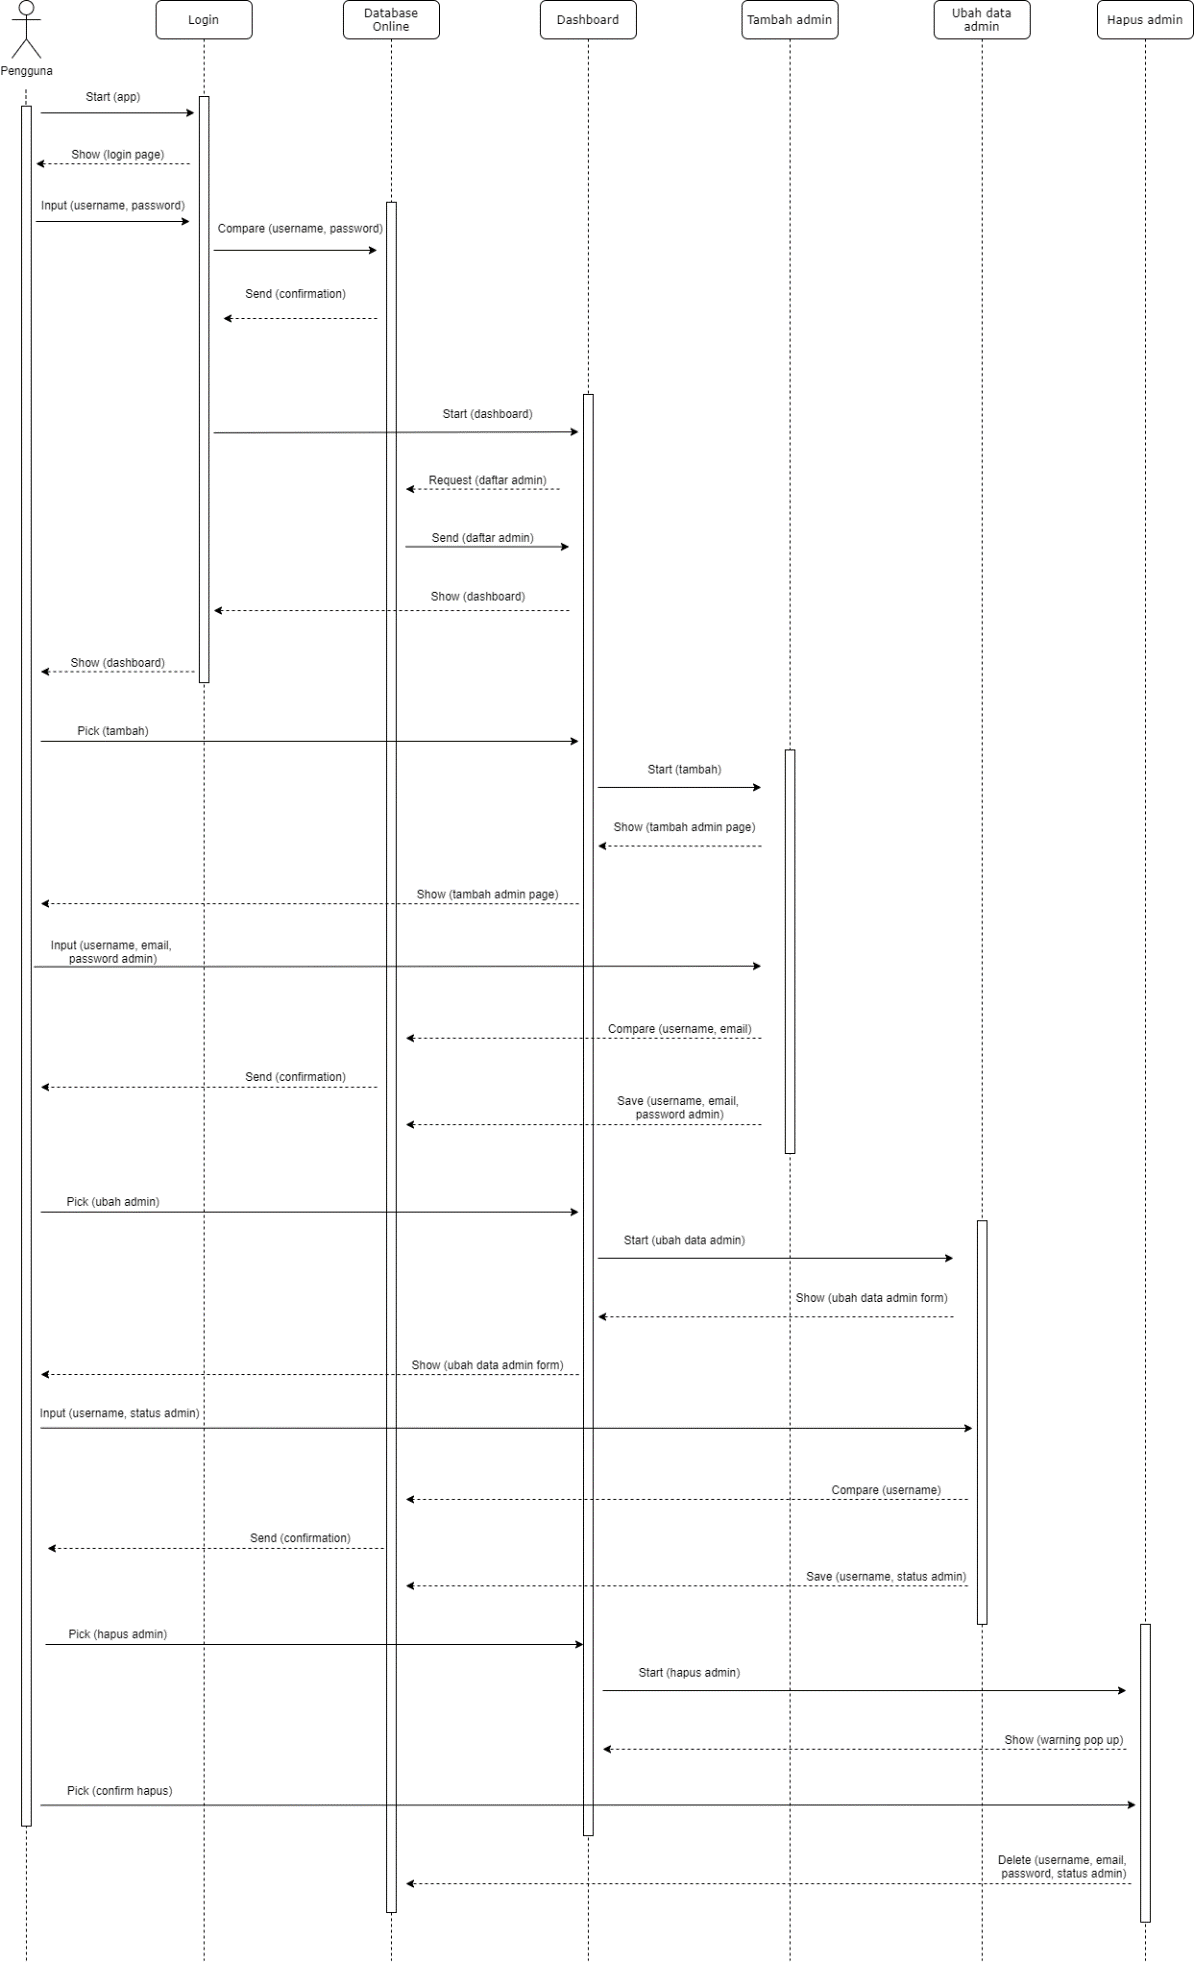 Login
Database
Online
Dashboard
Tambah admin
Ubah data
admin
Hapus admin
Pengguna
Start (app)
Show (login page)
Input (username, password)
Compare (username, password)
Send (confirmation)
Start (dashboard)
Request (daftar admin)
Send (daftar admin)
Show (dashboard)
Show (dashboard)
Pick (tambah)
Start (tambah)
Show (tambah admin page)
Show (tambah admin page)
Input (username, email,
password admin)
Compare (username, email)
Send (confirmation)
Save (username, email,
password admin)
Pick (ubah admin)
Start (ubah data admin)
Show (ubah data admin form)
Show (ubah data admin form)
Input (username, status admin)
Compare (username)
Send (confirmation)
Save (username, status admin)
Pick (hapus admin)
Start (hapus admin)
Show (warning pop up)
Pick (confirm hapus)
Delete (username, email,
password, status admin)